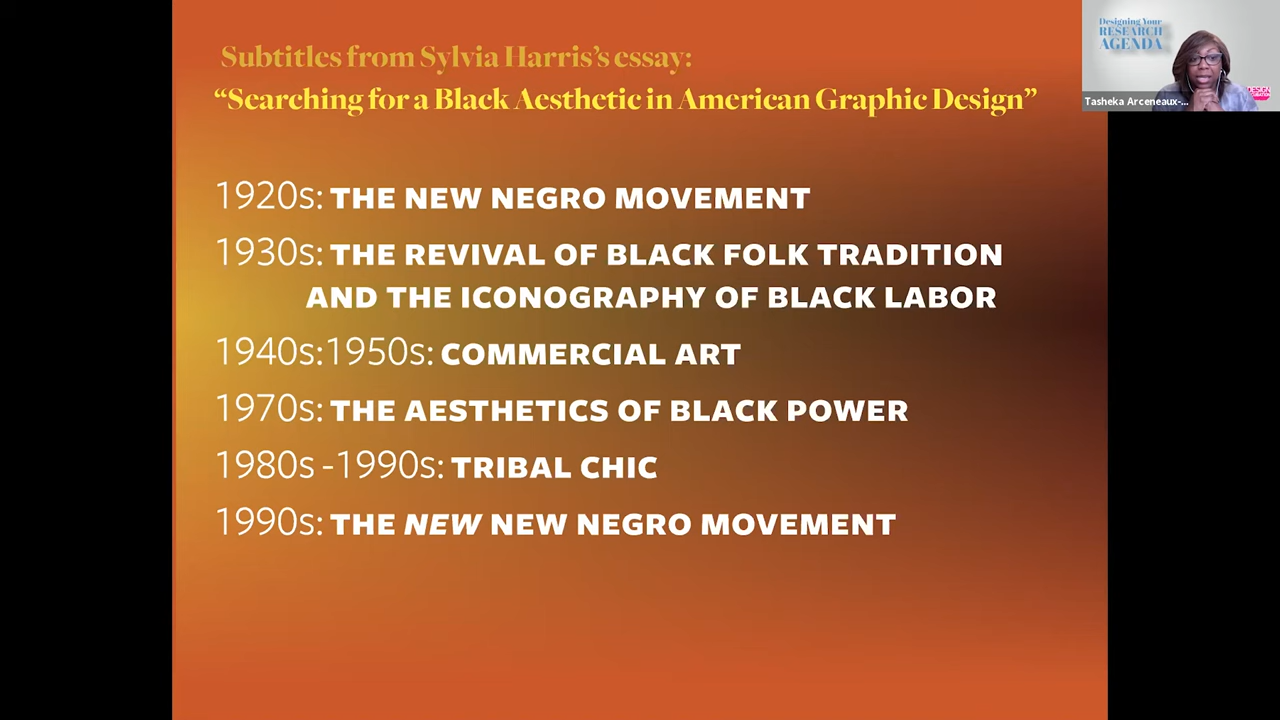 Subtitles from Sylvia Harris's essay:
“Searching for a Black Aesthetic in American Graphic Design”
1920s: THE NEW NEGRO MOVEMENT
1930s: THE REVIVAL OF BLACK FOLK TRADITION
AND THE ICONOGRAPHY OF BLACK LABOR
1940s:1950s: COMMERCIAL ART
1970s: THE AESTHETICS OF BLACK POWER
1980s -1990s: TRIBAL CHIC
1990s: THE NEW NEW NEGRO MOVEMENT
Designing Your
RESEARCH
AGENDA
Tasheka Arceneaux-...